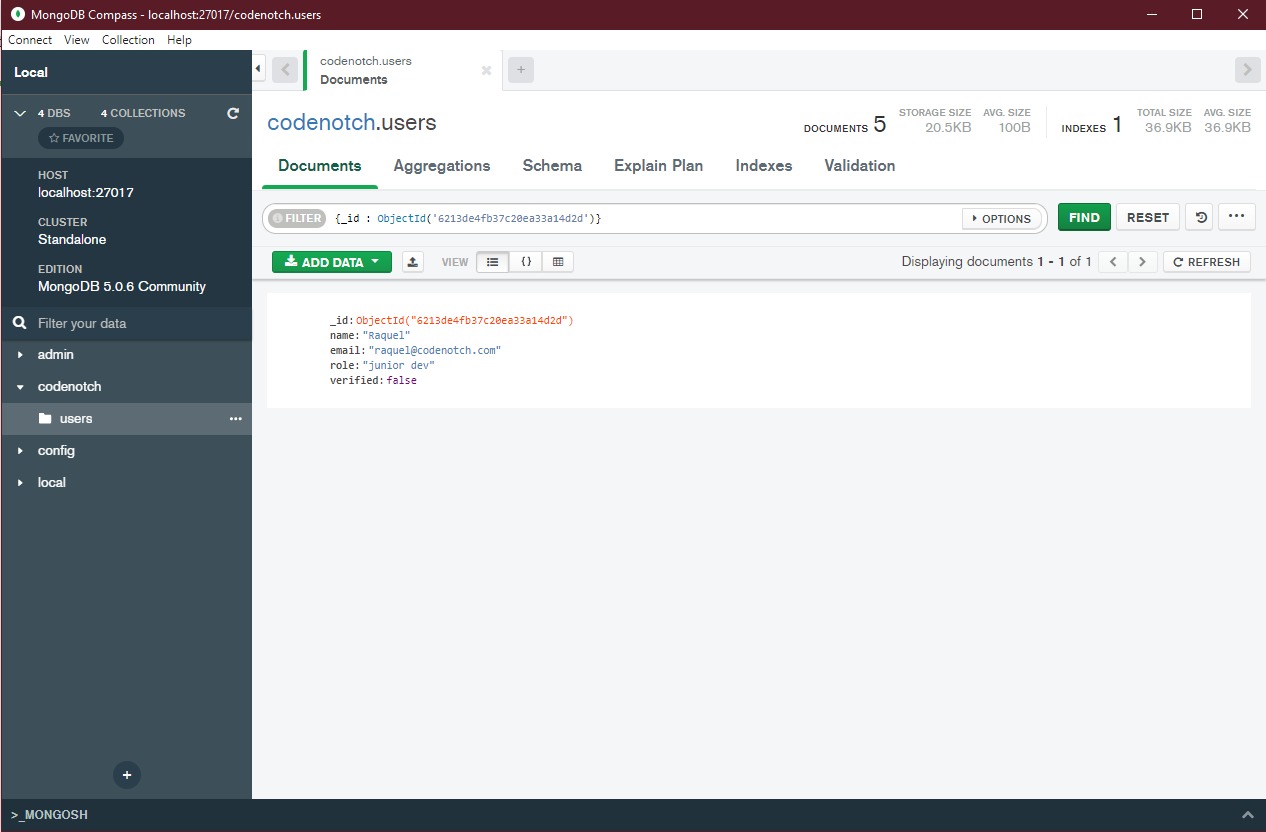 MongoDB Compass - localhost:27017/codenotch.users
Connect View Collection Help
Local
4 DBS 4 COLLECTIONS
FAVORITE
HOST
localhost:27017
CLUSTER
Standalone
EDITION
MongoDB 5.0.6 Community
Filter your data
admin
codenotch
users
config
local
>_MONGOSH
codenotch.users
Documents
codenotch.users
DOCUMENTS 5
STORAGE SIZE
20.5KB
AVG. SIZE
100B
INDEXES 1
TOTAL SIZE
36.9KB
AVG. SIZE
36.9KB
Documents Aggregations Schema Explain Plan Indexes Validation
FILTER {_id : ObjectId('6213de4fb37c20ea33a14d2d')} OPTIONS FIND RESET
ADD DATA VIEW {} Displaying documents 1 - 1 of 1 REFRESH
_id:ObjectId("6213de4fb37c20ea33a14d2d")
name:"Raquel"
email:"raquel@codenotch.com"
role:"junior dev"
verified:false